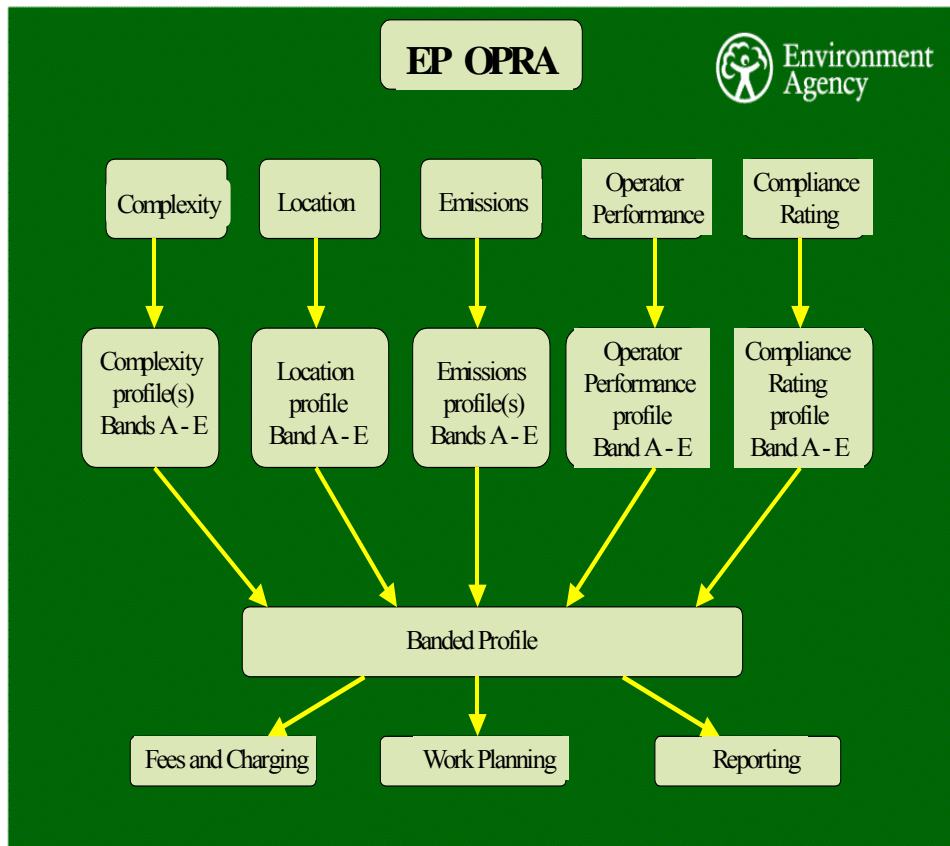 EP OPRA
Environment
Agency
Complexity
Location
Emissions
Operator
Performance
Compliance
Rating
Complexity
profile(s)
Bands A - E
Location
profile
Band A - E
Emissions
profile(s)
Bands A - E
Operator
Performance
profile
Band A - E
Compliance
Rating
profile
Band A - E
Banded Profile
Fees and Charging
Work Planning
Reporting